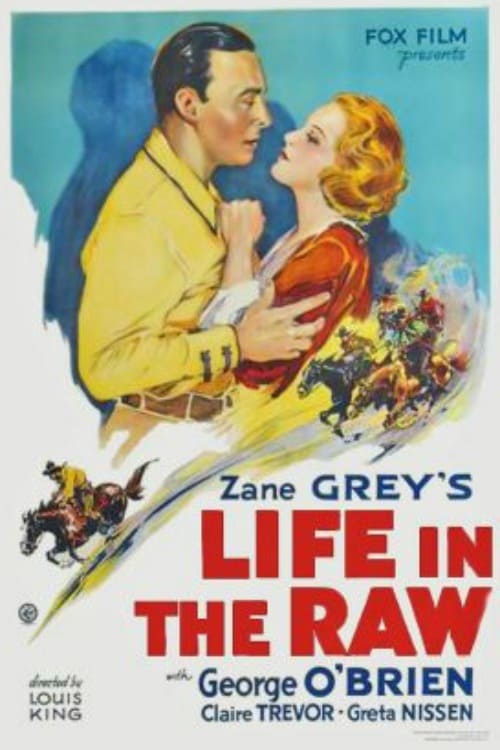 FOX FILM
presents
Zane GREY'S
LIFE IN
THE RAW
with George O'BRIEN
Claire TREVOR - Greta NISSEN
directed by
LOUIS
KING